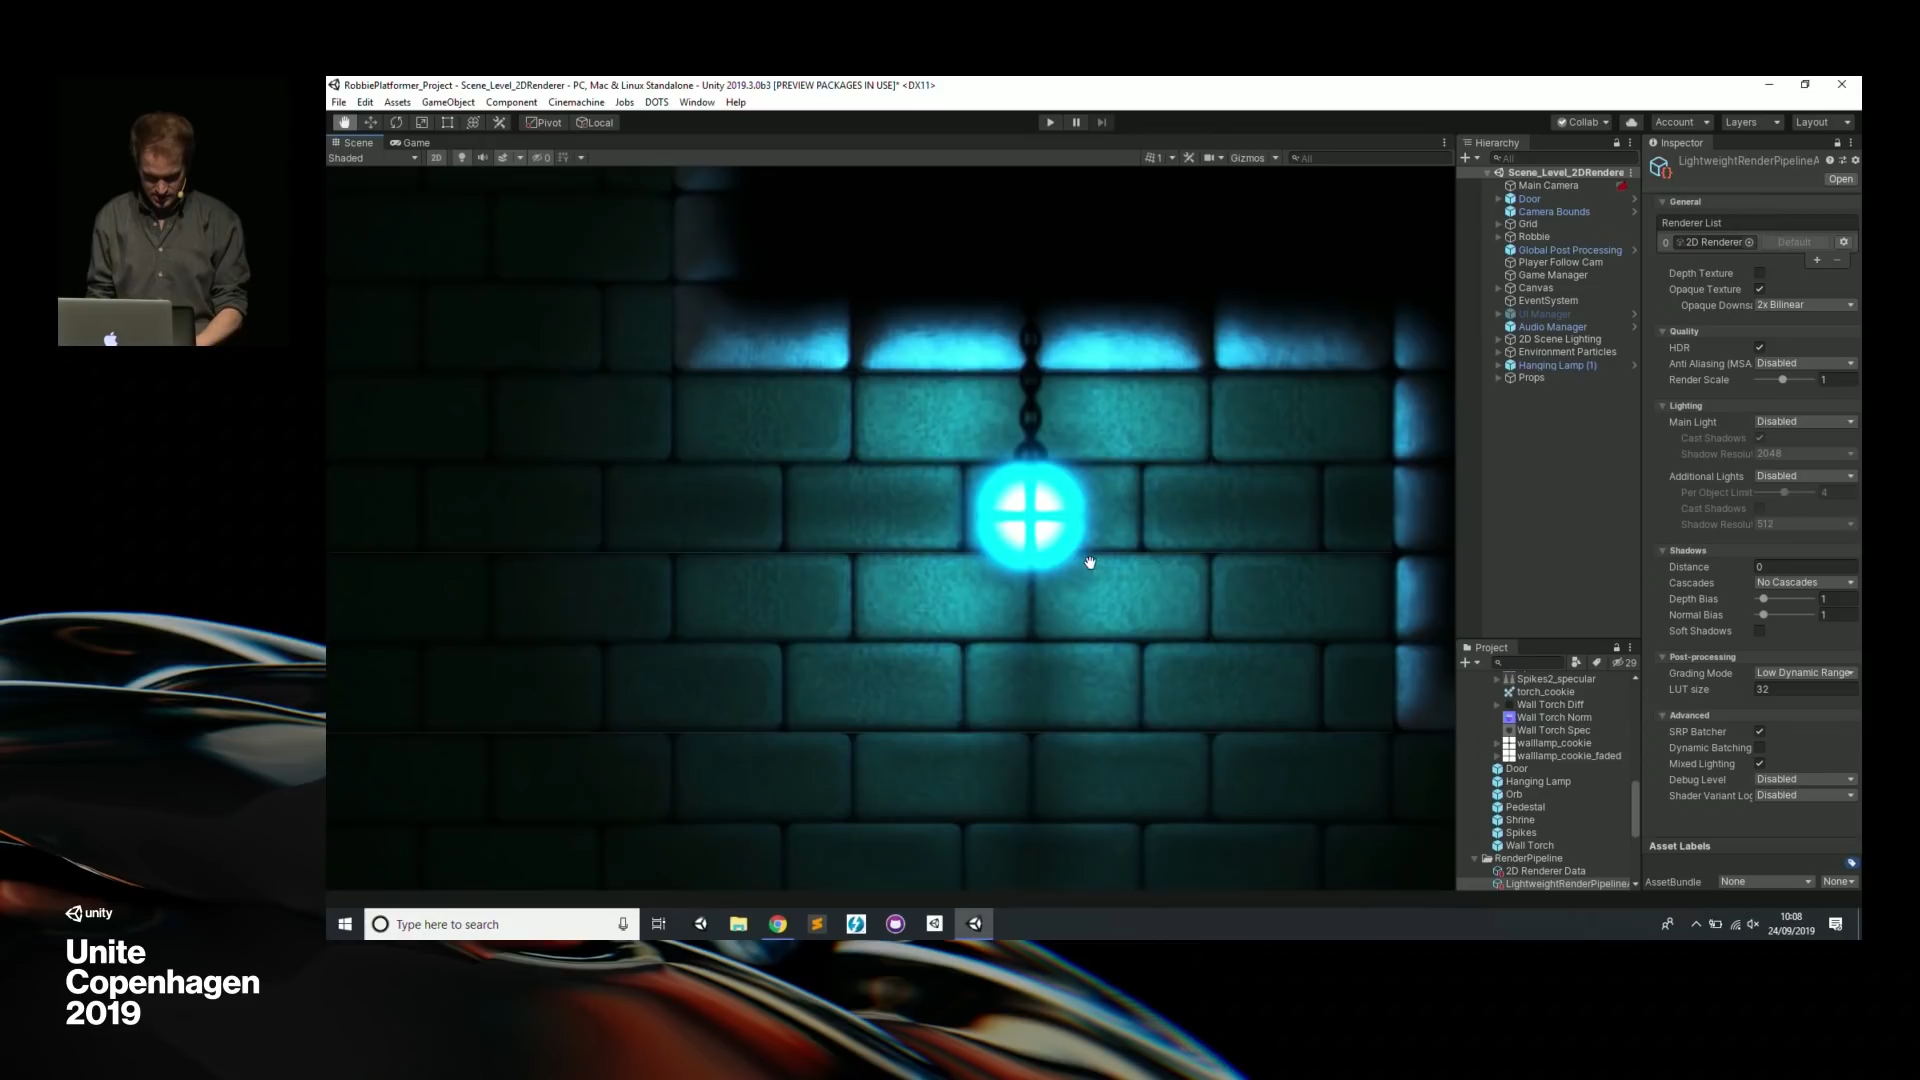 RobbiePlatformer_Project - Scene_Level_2DRenderer - PC, Mac & Linux Standalone - Unity 2019.3.0b3 [PREVIEW PACKAGES IN USE]* <DX11>
File Edit Assets GameObject Component Cinemachine Jobs DOTS Window Help
Pivot Local Collab Account Layers Layout
Scene Game
Shaded 2D 0 1 Gizmos All
Hierarchy
All
Scene_Level_2DRendere
Main Camera
Door
Camera Bounds
Grid
Robbie
Global Post Processing
Player Follow Cam
Game Manager
Canvas
EventSystem
UI Manager
Audio Manager
2D Scene Lighting
Environment Particles
Hanging Lamp (1)
Props
Project
29
Spikes2_specular
torch_cookie
Wall Torch Diff
Wall Torch Norm
Wall Torch Spec
walllamp_cookie
walllamp_cookie_faded
Door
Hanging Lamp
Orb
Pedestal
Shrine
Spikes
Wall Torch
RenderPipeline
2D Renderer Data
LightweightRenderPipeline
Inspector
LightweightRenderPipelineA
Open
General
Renderer List
0 2D Renderer Default
Depth Texture
Opaque Texture
Opaque Downs 2x Bilinear
Quality
HDR
Anti Aliasing (MSA Disabled
Render Scale 1
Lighting
Main Light Disabled
Cast Shadows
Shadow Resolu 2048
Additional Lights Disabled
Per Object Limit 4
Cast Shadows
Shadow Resolu 512
Shadows
Distance 0
Cascades No Cascades
Depth Bias 1
Normal Bias 1
Soft Shadows
Post-processing
Grading Mode Low Dynamic Range
LUT size 32
Advanced
SRP Batcher
Dynamic Batching
Mixed Lighting
Debug Level Disabled
Shader Variant Log Disabled
Asset Labels
AssetBundle None None
Type here to search
10:08
24/09/2019
unity
Unite
Copenhagen
2019